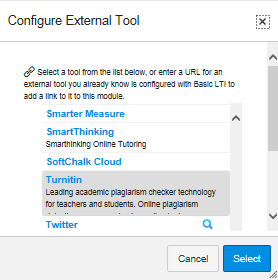 Configure External Tool
Select a tool from the list below, or enter a URL for an
external tool you already know is configured with Basic LTI to
add a link to it to this module.
Smarter Measure
SmartThinking
Smarthinking Online Tutoring
SoftChalk Cloud
Turnitin
Leading academic plagiarism checker technology
for teachers and students. Online plagiarism
Twitter
Cancel
Select